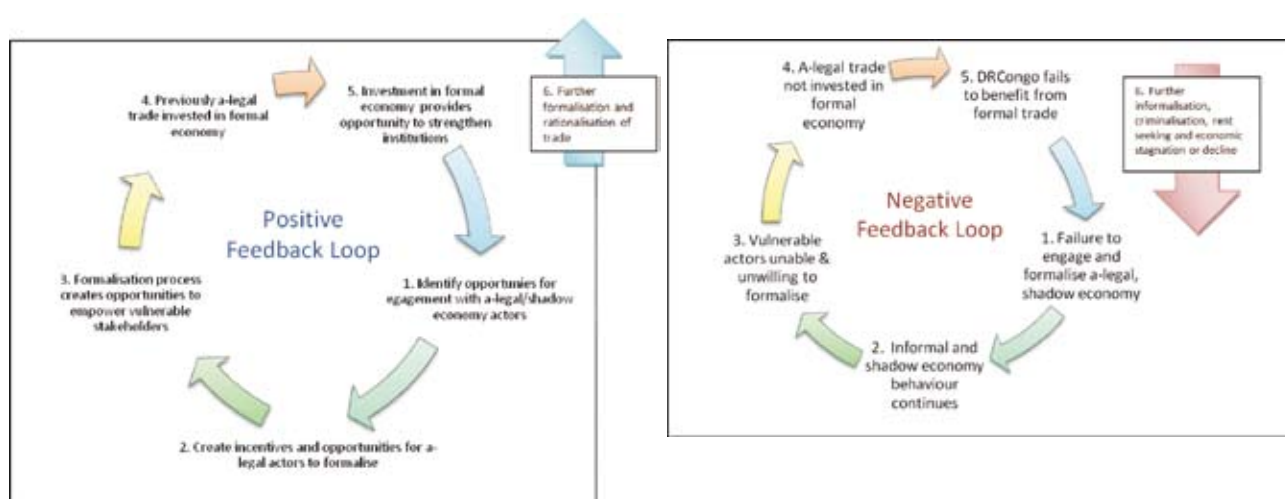 4. Previously a-legal
trade invested in formal
economy
5. Investment in formal
economy provides
opportunity to strengthen
institutions
6. Further
formalisation and
rationalisation of
trade
Positive
Feedback Loop
3. Formalisation process
creates opportunities to
empower vulnerable
stakeholders
1. Identify opportunies for
egagement with a-legal/shadow
economy actors
2. Create incentives and opportunities for a-
legal actors to formalise
4. A-legal trade
not invested in
formal
economy
5. DRCongo fails
to benefit from
formal trade
6. Further
informalisation,
criminalisation, rent
seeking and economic
stagnation or decline
Negative
Feedback Loop
3. Vulnerable
actors unable &
unwilling to
formalise
1. Failure to
engage and
formalise a-legal,
shadow economy
2. Informal and
shadow economy
behaviour
continues